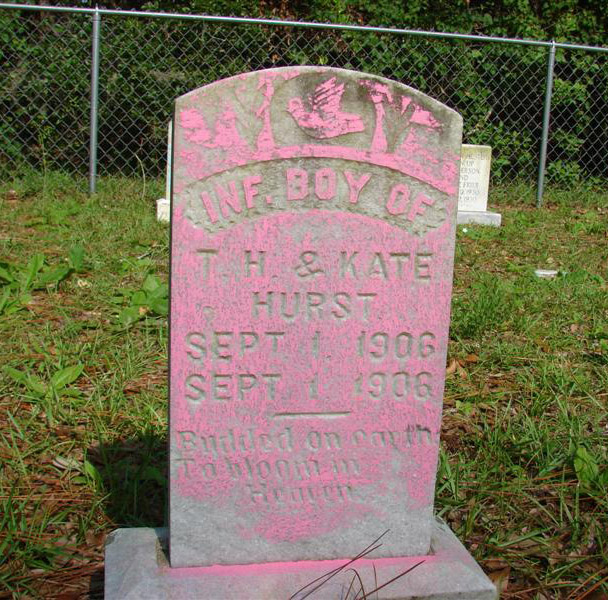 INF. BOY OF
T. H. & KATE
HURST
SEPT. 1, 1906
SEPT. 1, 1906
Budded on earth
To bloom in
Heaven